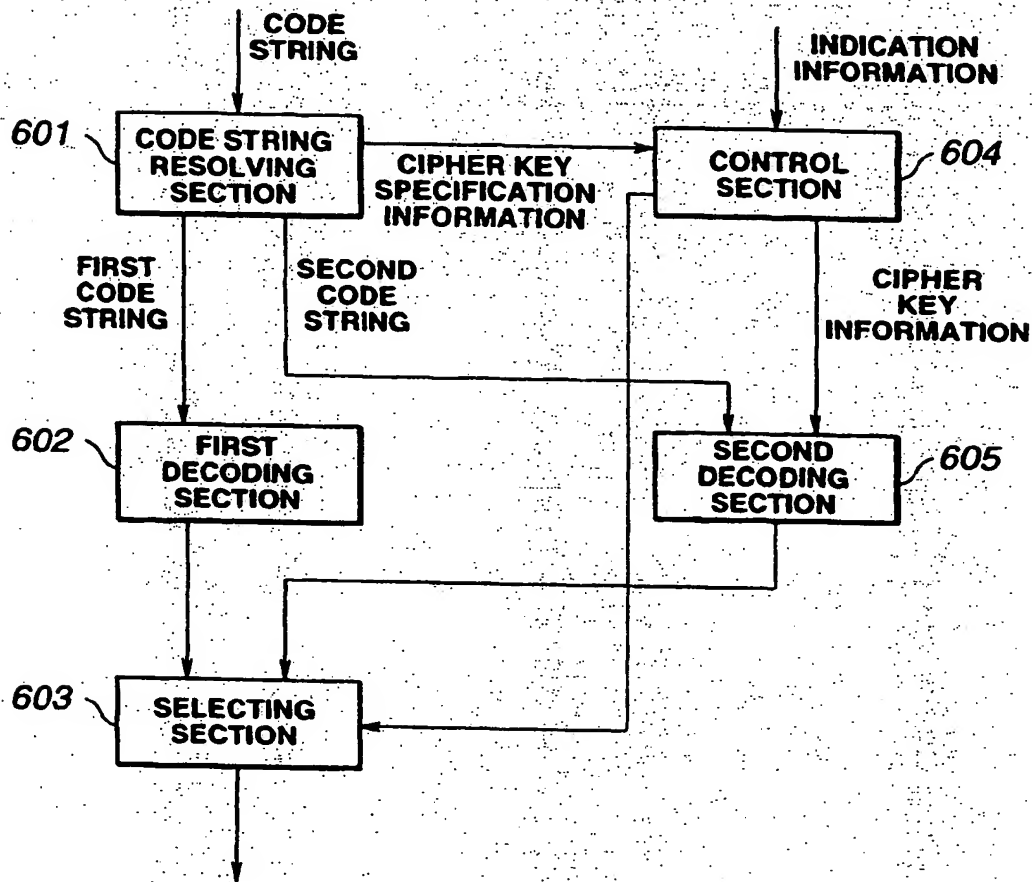 CODE
STRING
INDICATION
INFORMATION
601
CODE STRING
RESOLVING
SECTION
CIPHER KEY
SPECIFICATION
INFORMATION
CONTROL
SECTION
604
FIRST
CODE
STRING
SECOND
CODE
STRING
CIPHER
KEY
INFORMATION
602
FIRST
DECODING
SECTION
SECOND
DECODING
SECTION
605
603
SELECTING
SECTION